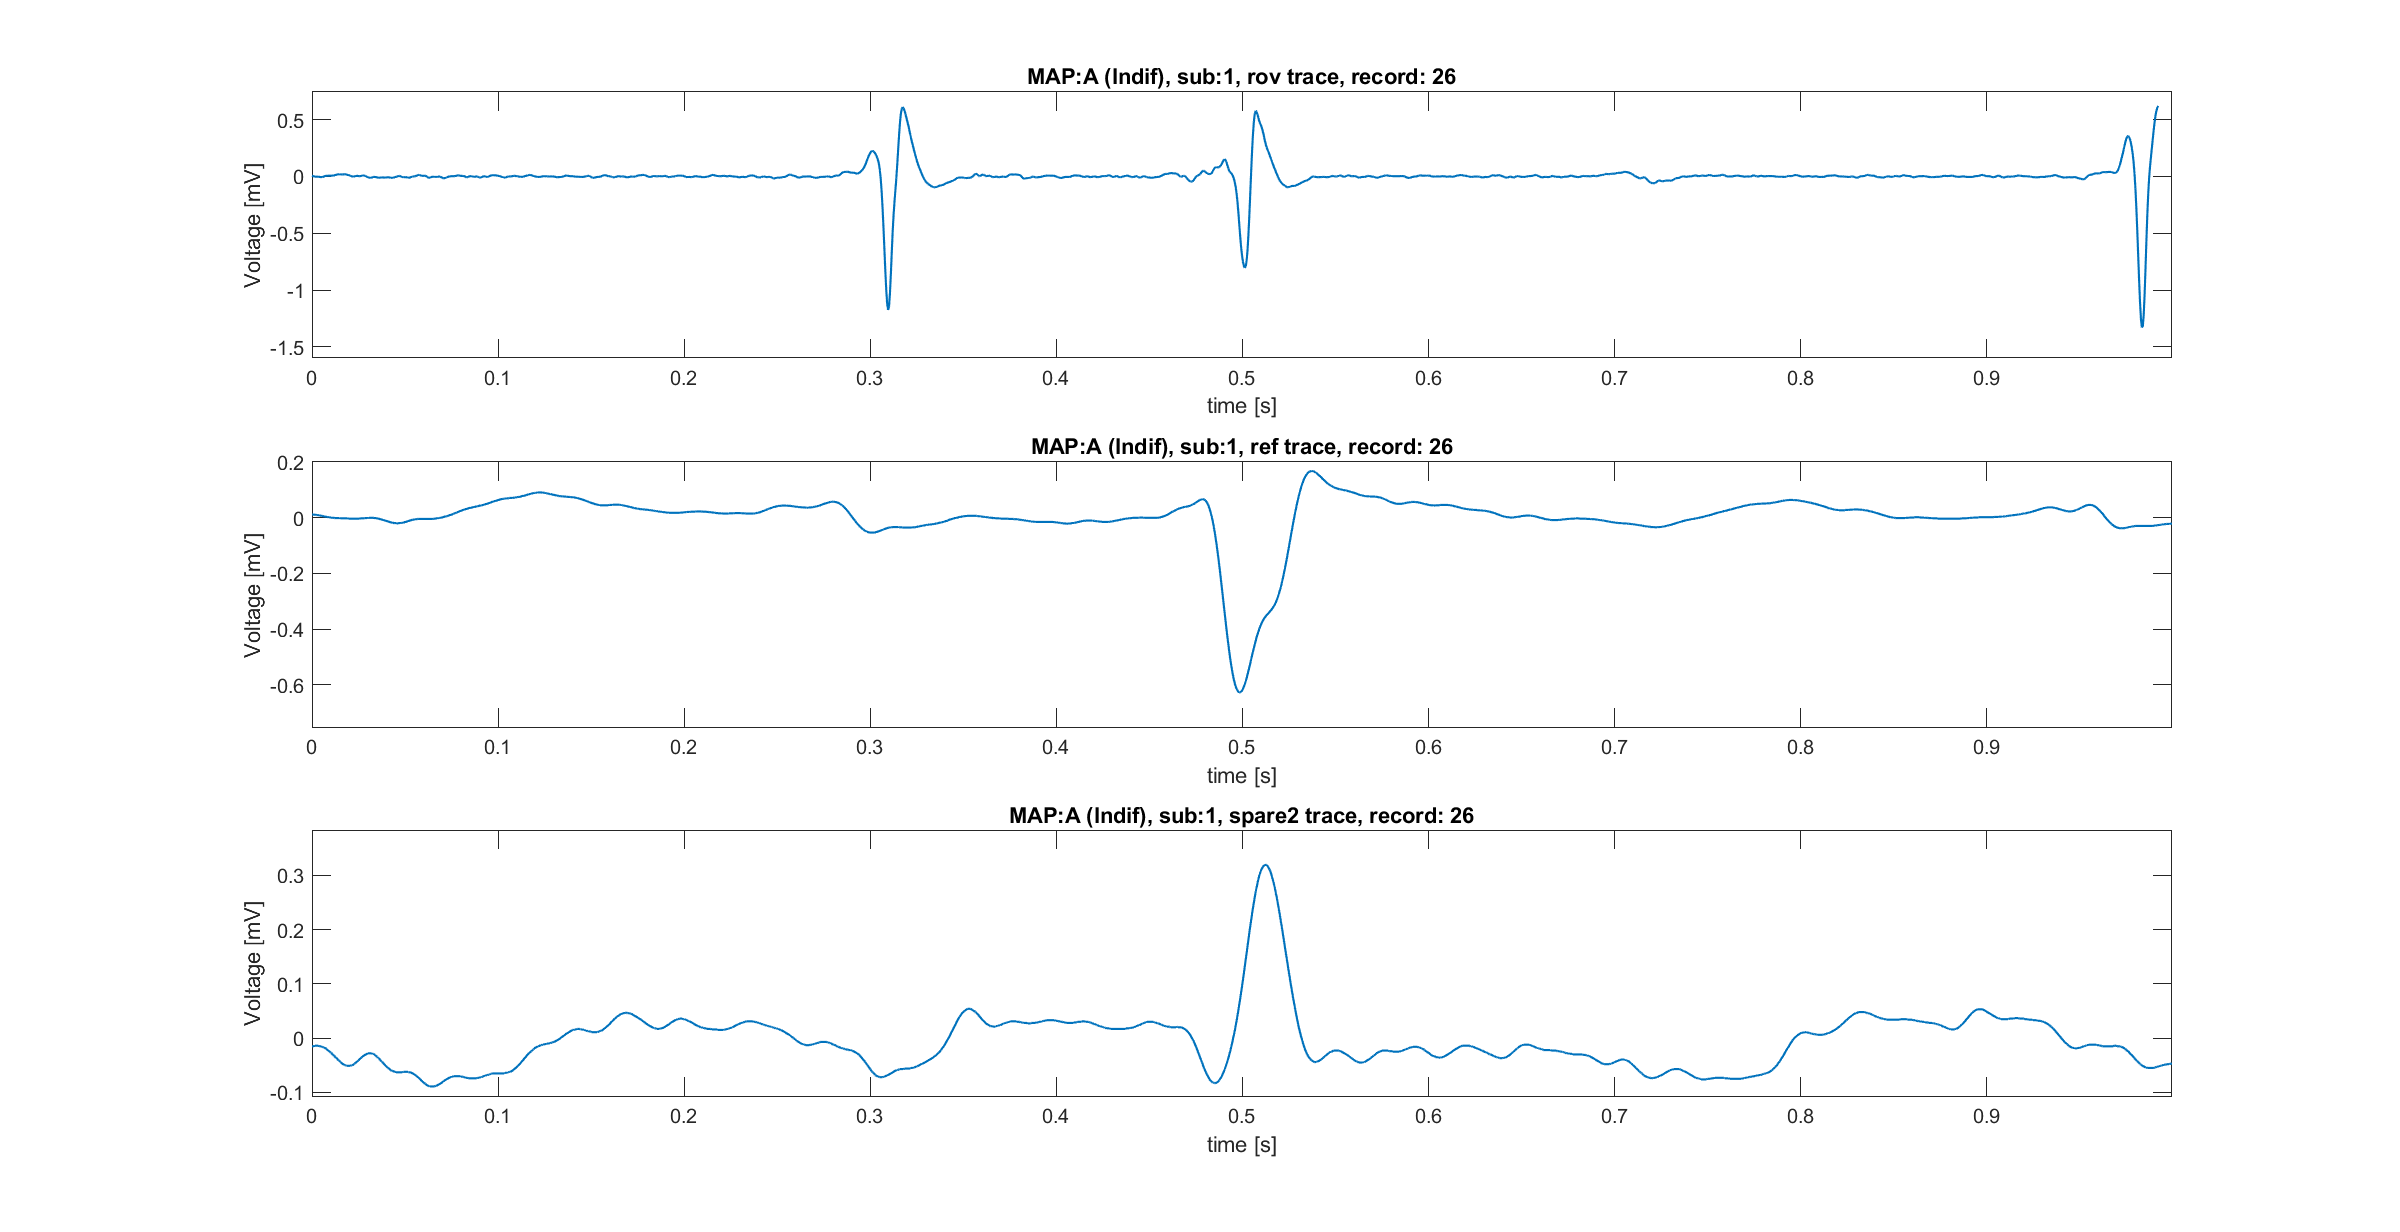 MAP:A (Indif), sub:1, rov trace, record: 26
Voltage [mV]
0.5
0
-0.5
-1
-1.5
0 0.1 0.2 0.3 0.4 0.5 0.6 0.7 0.8 0.9
time [s]
MAP:A (Indif), sub:1, ref trace, record: 26
Voltage [mV]
0.2
0
-0.2
-0.4
-0.6
0 0.1 0.2 0.3 0.4 0.5 0.6 0.7 0.8 0.9
time [s]
MAP:A (Indif), sub:1, spare2 trace, record: 26
Voltage [mV]
0.3
0.2
0.1
0
-0.1
0 0.1 0.2 0.3 0.4 0.5 0.6 0.7 0.8 0.9
time [s]